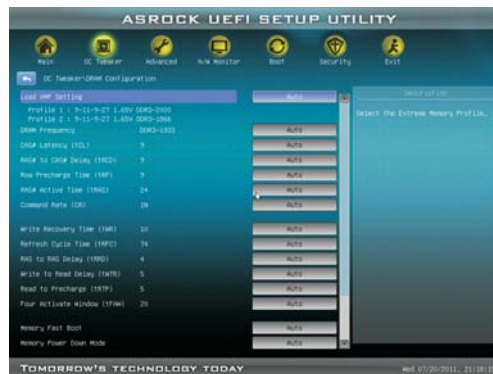 ASROCK UEFI SETUP UTILITY
Main OC Tweaker Advanced H/W Monitor Boot Security Exit
OC Tweaker\DRAM Configuration
Load XMP Setting Auto
Description
Select the Extreme Memory Profile.
Profile 1 : 9-11-9-27 1.65V DDR3-2000
Profile 2 : 9-11-9-27 1.65V DDR3-1866
DRAM Frequency DDR3-1333 Auto
CAS# Latency (tCL) 9 Auto
RAS# to CAS# Delay (tRCD) 9 Auto
Row Precharge Time (tRP) 9 Auto
RAS# Active Time (tRAS) 24 Auto
Command Rate (CR) 1N Auto
Write Recovery Time (tWR) 10 Auto
Refresh Cycle Time (tRFC) 74 Auto
RAS to RAS Delay (tRRD) 4 Auto
Write to Read Delay (tWTR) 5 Auto
Read to Precharge (tRTP) 5 Auto
Four Activate Window (tFAW) 20 Auto
Memory Fast Boot Auto
Memory Power Down Mode Auto
TOMORROW'S TECHNOLOGY TODAY
Wed 07/20/2011, 21:18:1